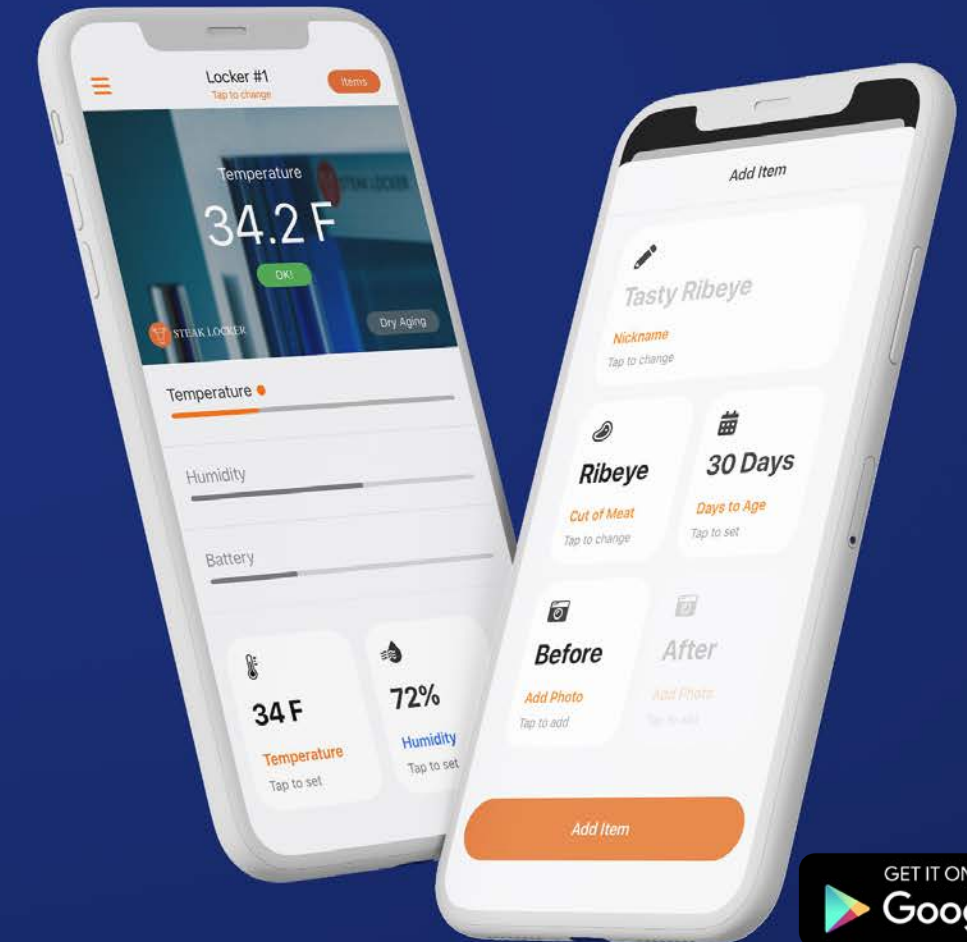 Locker #1
Tap to change
Items
Temperature
34.2 F
OK!
STEAK LOCKER
STEAK LOCKER
Dry Aging
Temperature
Humidity
Battery
34 F
Temperature
Tap to set
72%
Humidity
Tap to set
Add Item
Tasty Ribeye
Nickname
Tap to change
Ribeye
Cut of Meat
Tap to change
30 Days
Days to Age
Tap to set
Before
Add Photo
Tap to add
After
Add Photo
Tap to add
Add Item
GET IT ON
Goog